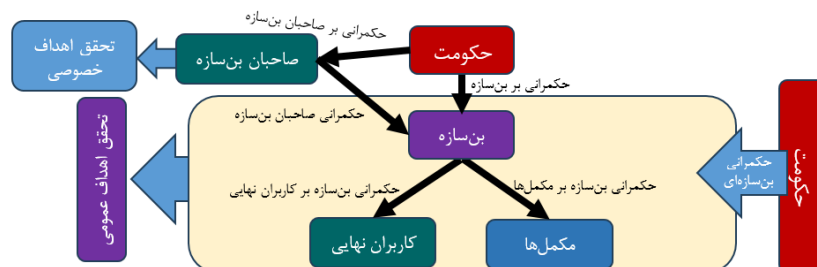 حکمرانی بر صاحبان بن‌سازه
حکومت
صاحبان بن‌سازه
تحقق اهداف
خصوصی
حکمرانی بر بن‌سازه
حکمرانی صاحبان بن‌سازه
بن‌سازه
حکومت
حکمرانی
بن‌سازه‌ای
تحقق اهداف عمومی
حکمرانی بن‌سازه بر مکمل‌ها
حکمرانی بن‌سازه بر کاربران نهایی
مکمل‌ها
کاربران نهایی